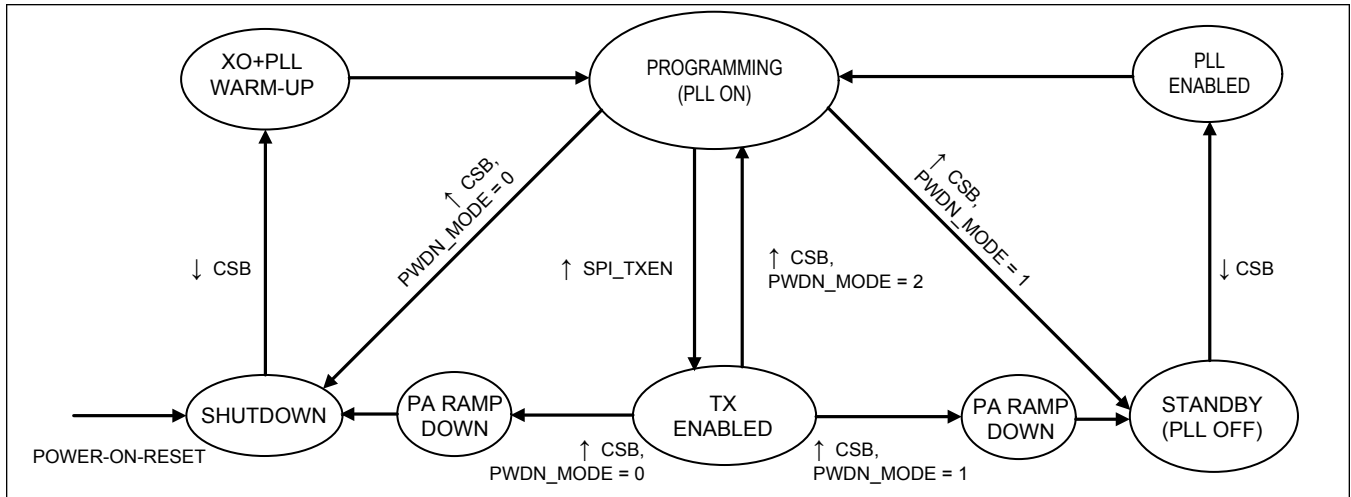 XO+PLL
WARM-UP
PROGRAMMING
(PLL ON)
PLL
ENABLED
↑ CSB,
PWDN_MODE = 0
↑ CSB,
PWDN_MODE = 1
↓ CSB
↑ SPI_TXEN
↑ CSB,
PWDN_MODE = 2
↓ CSB
SHUTDOWN
PA RAMP
DOWN
TX
ENABLED
PA RAMP
DOWN
STANDBY
(PLL OFF)
POWER-ON-RESET
↑ CSB,
PWDN_MODE = 0
↑ CSB,
PWDN_MODE = 1